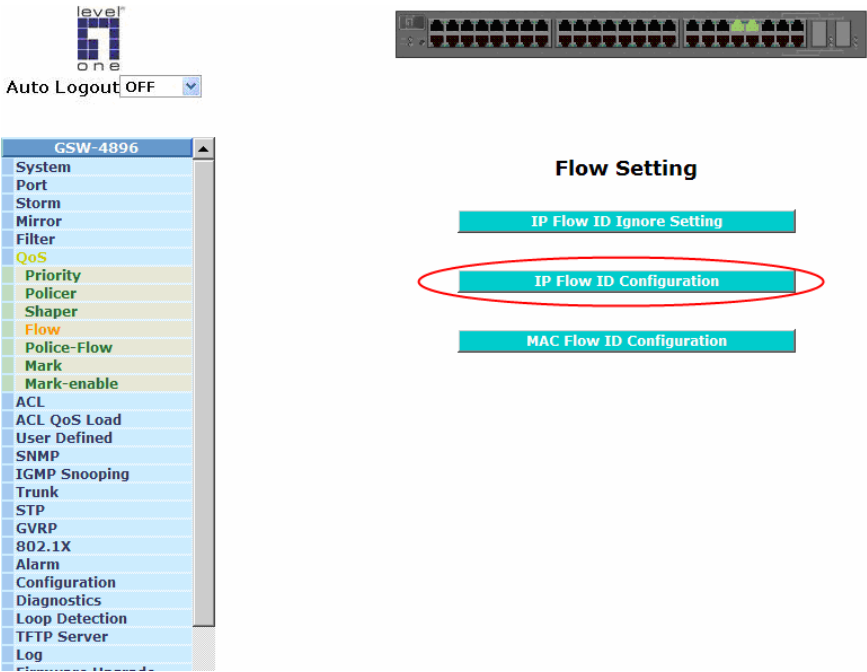 level
one
Auto Logout OFF
GSW-4896
System
Port
Storm
Mirror
Filter
QoS
Priority
Policer
Shaper
Flow
Police-Flow
Mark
Mark-enable
ACL
ACL QoS Load
User Defined
SNMP
IGMP Snooping
Trunk
STP
GVRP
802.1X
Alarm
Configuration
Diagnostics
Loop Detection
TFTP Server
Log
Firmware Upgrade
Flow Setting
IP Flow ID Ignore Setting
IP Flow ID Configuration
MAC Flow ID Configuration